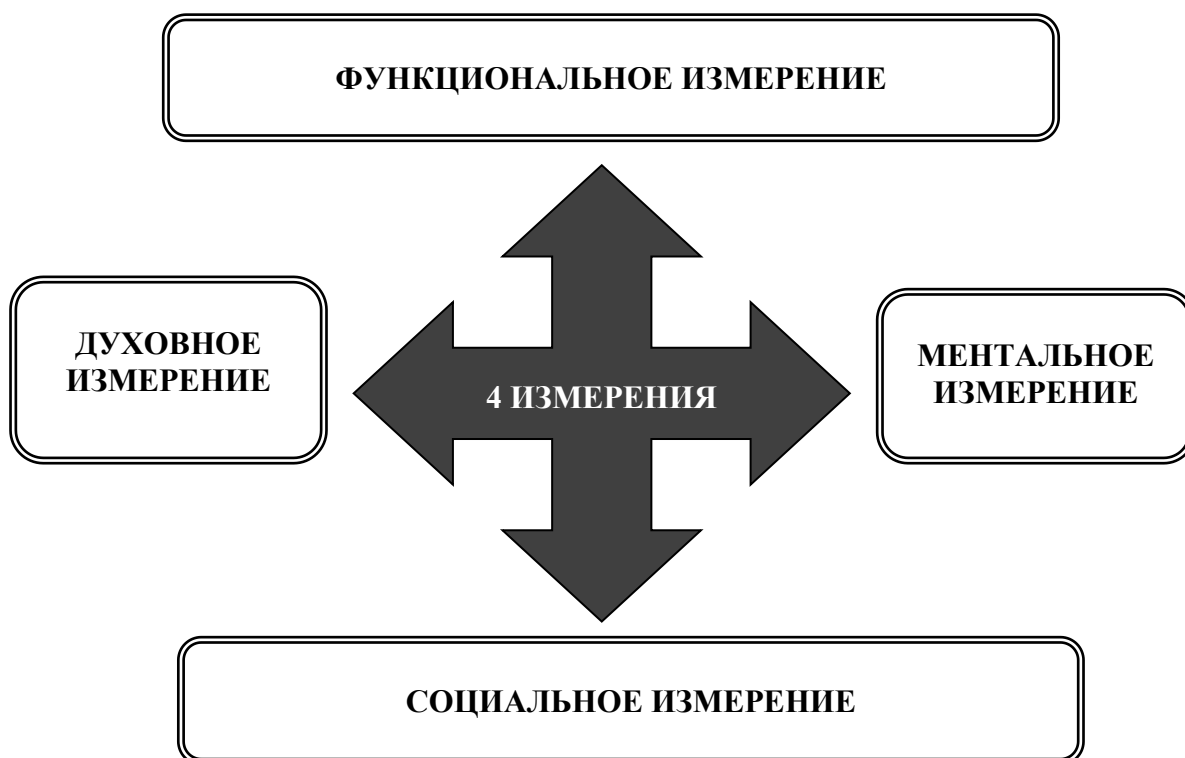 ФУНКЦИОНАЛЬНОЕ ИЗМЕРЕНИЕ
ДУХОВНОЕ
ИЗМЕРЕНИЕ
4 ИЗМЕРЕНИЯ
МЕНТАЛЬНОЕ
ИЗМЕРЕНИЕ
СОЦИАЛЬНОЕ ИЗМЕРЕНИЕ